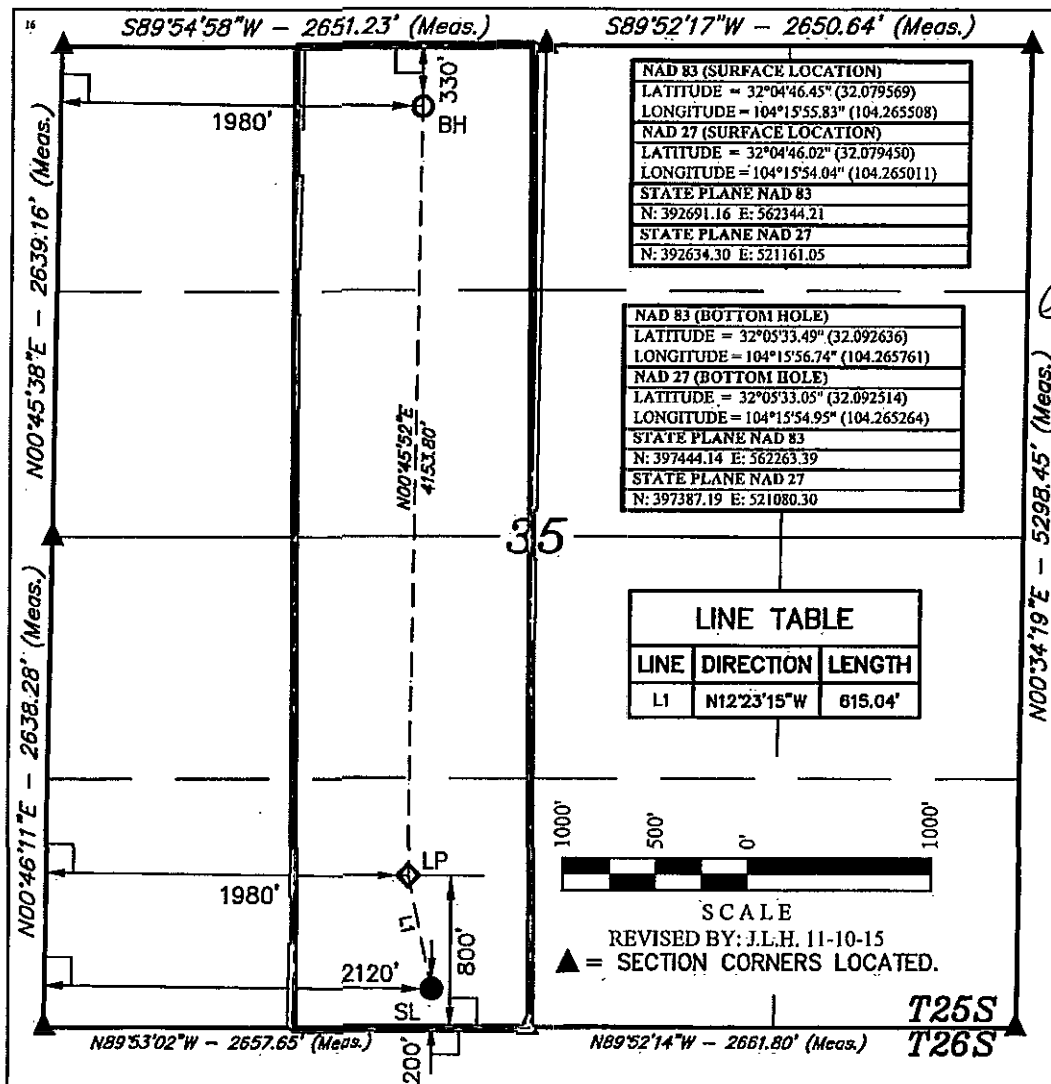 16
S89°54'58"W - 2651.23' (Meas.)
S89°52'17"W - 2650.64' (Meas.)
NAD 83 (SURFACE LOCATION)
LATITUDE = 32°04'46.45" (32.079569)
LONGITUDE = 104°15'55.83" (104.265508)
NAD 27 (SURFACE LOCATION)
LATITUDE = 32°04'46.02" (32.079450)
LONGITUDE = 104°15'54.04" (104.265011)
STATE PLANE NAD 83
N: 392691.16 E: 562344.21
STATE PLANE NAD 27
N: 392634.30 E: 521161.05
330'
1980'
BH
N00°45'38"E - 2639.16' (Meas.)
NAD 83 (BOTTOM HOLE)
LATITUDE = 32°05'33.49" (32.092636)
LONGITUDE = 104°15'56.74" (104.265761)
NAD 27 (BOTTOM HOLE)
LATITUDE = 32°05'33.05" (32.092514)
LONGITUDE = 104°15'54.95" (104.265264)
STATE PLANE NAD 83
N: 397444.14 E: 562263.39
STATE PLANE NAD 27
N: 397387.19 E: 521080.30
N00°45'52"E
4153.80'
35
N00°34'19"E - 5298.45' (Meas.)
LINE TABLE
LINE DIRECTION LENGTH
L1 N12°23'15"W 615.04'
N00°46'11"E - 2638.28' (Meas.)
LP
1980'
L1
800'
2120'
SL
1000' 500' 0' 1000'
SCALE
REVISED BY: J.L.H. 11-10-15
▲ = SECTION CORNERS LOCATED.
T25S
T26S
N89°53'02"W - 2657.65' (Meas.)
200'
N89°52'14"W - 2661.80' (Meas.)